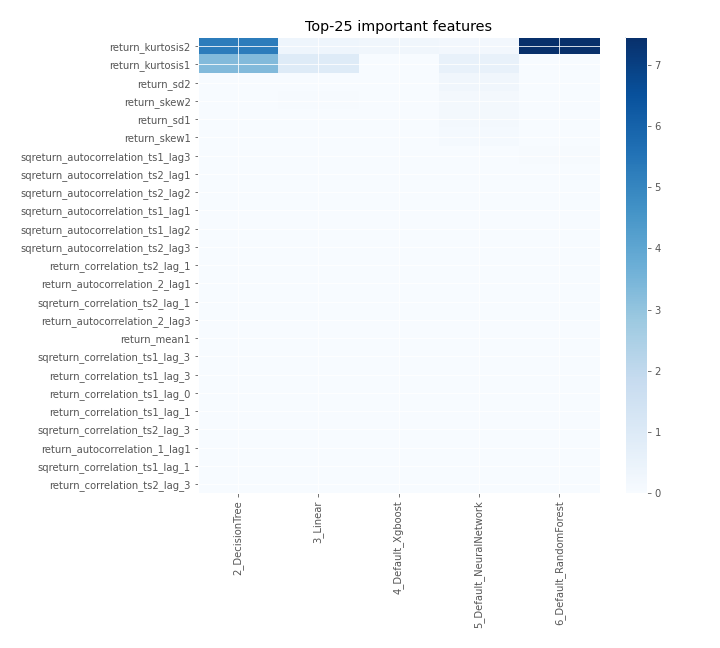 Top-25 important features
return_kurtosis2
return_kurtosis1
return_sd2
return_skew2
return_sd1
return_skew1
sqreturn_autocorrelation_ts1_lag3
sqreturn_autocorrelation_ts2_lag1
sqreturn_autocorrelation_ts2_lag2
sqreturn_autocorrelation_ts1_lag1
sqreturn_autocorrelation_ts1_lag2
sqreturn_autocorrelation_ts2_lag3
return_correlation_ts2_lag_1
return_autocorrelation_2_lag1
sqreturn_correlation_ts2_lag_1
return_autocorrelation_2_lag3
return_mean1
sqreturn_correlation_ts1_lag_3
return_correlation_ts1_lag_3
return_correlation_ts1_lag_0
return_correlation_ts1_lag_1
sqreturn_correlation_ts2_lag_3
return_autocorrelation_1_lag1
sqreturn_correlation_ts1_lag_1
return_correlation_ts2_lag_3
2_DecisionTree
3_Linear
4_Default_Xgboost
5_Default_NeuralNetwork
6_Default_RandomForest
7
6
5
4
3
2
1
0